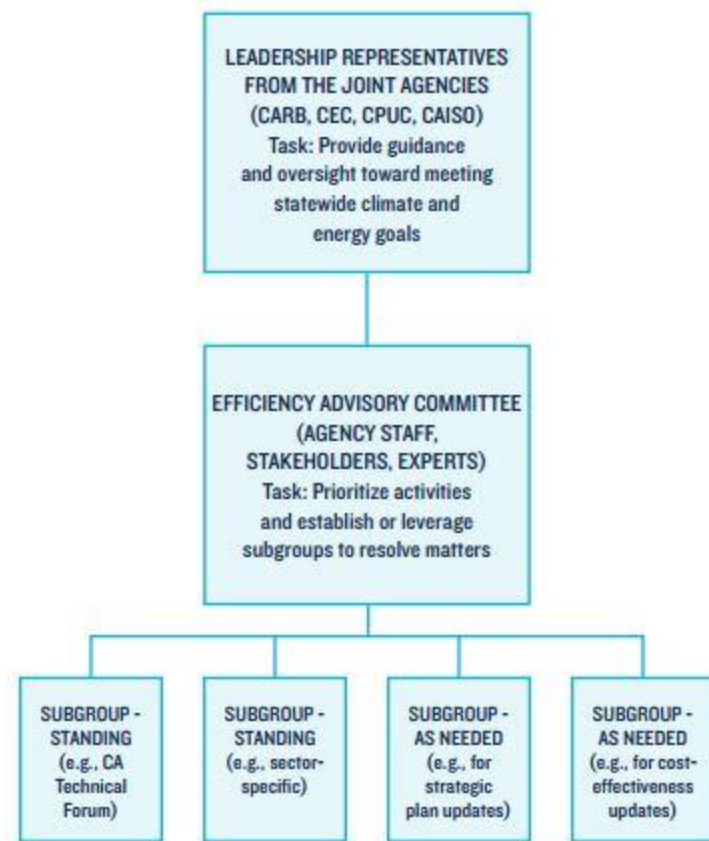 LEADERSHIP REPRESENTATIVES
FROM THE JOINT AGENCIES
(CARB, CEC, CPUC, CAISO)
Task: Provide guidance
and oversight toward meeting
statewide climate and
energy goals
EFFICIENCY ADVISORY COMMITTEE
(AGENCY STAFF,
STAKEHOLDERS, EXPERTS)
Task: Prioritize activities
and establish or leverage
subgroups to resolve matters
SUBGROUP -
STANDING
(e.g., CA
Technical
Forum)
SUBGROUP -
STANDING
(e.g., sector-
specific)
SUBGROUP -
AS NEEDED
(e.g., for
strategic
plan updates)
SUBGROUP -
AS NEEDED
(e.g., for cost-
effectiveness
updates)